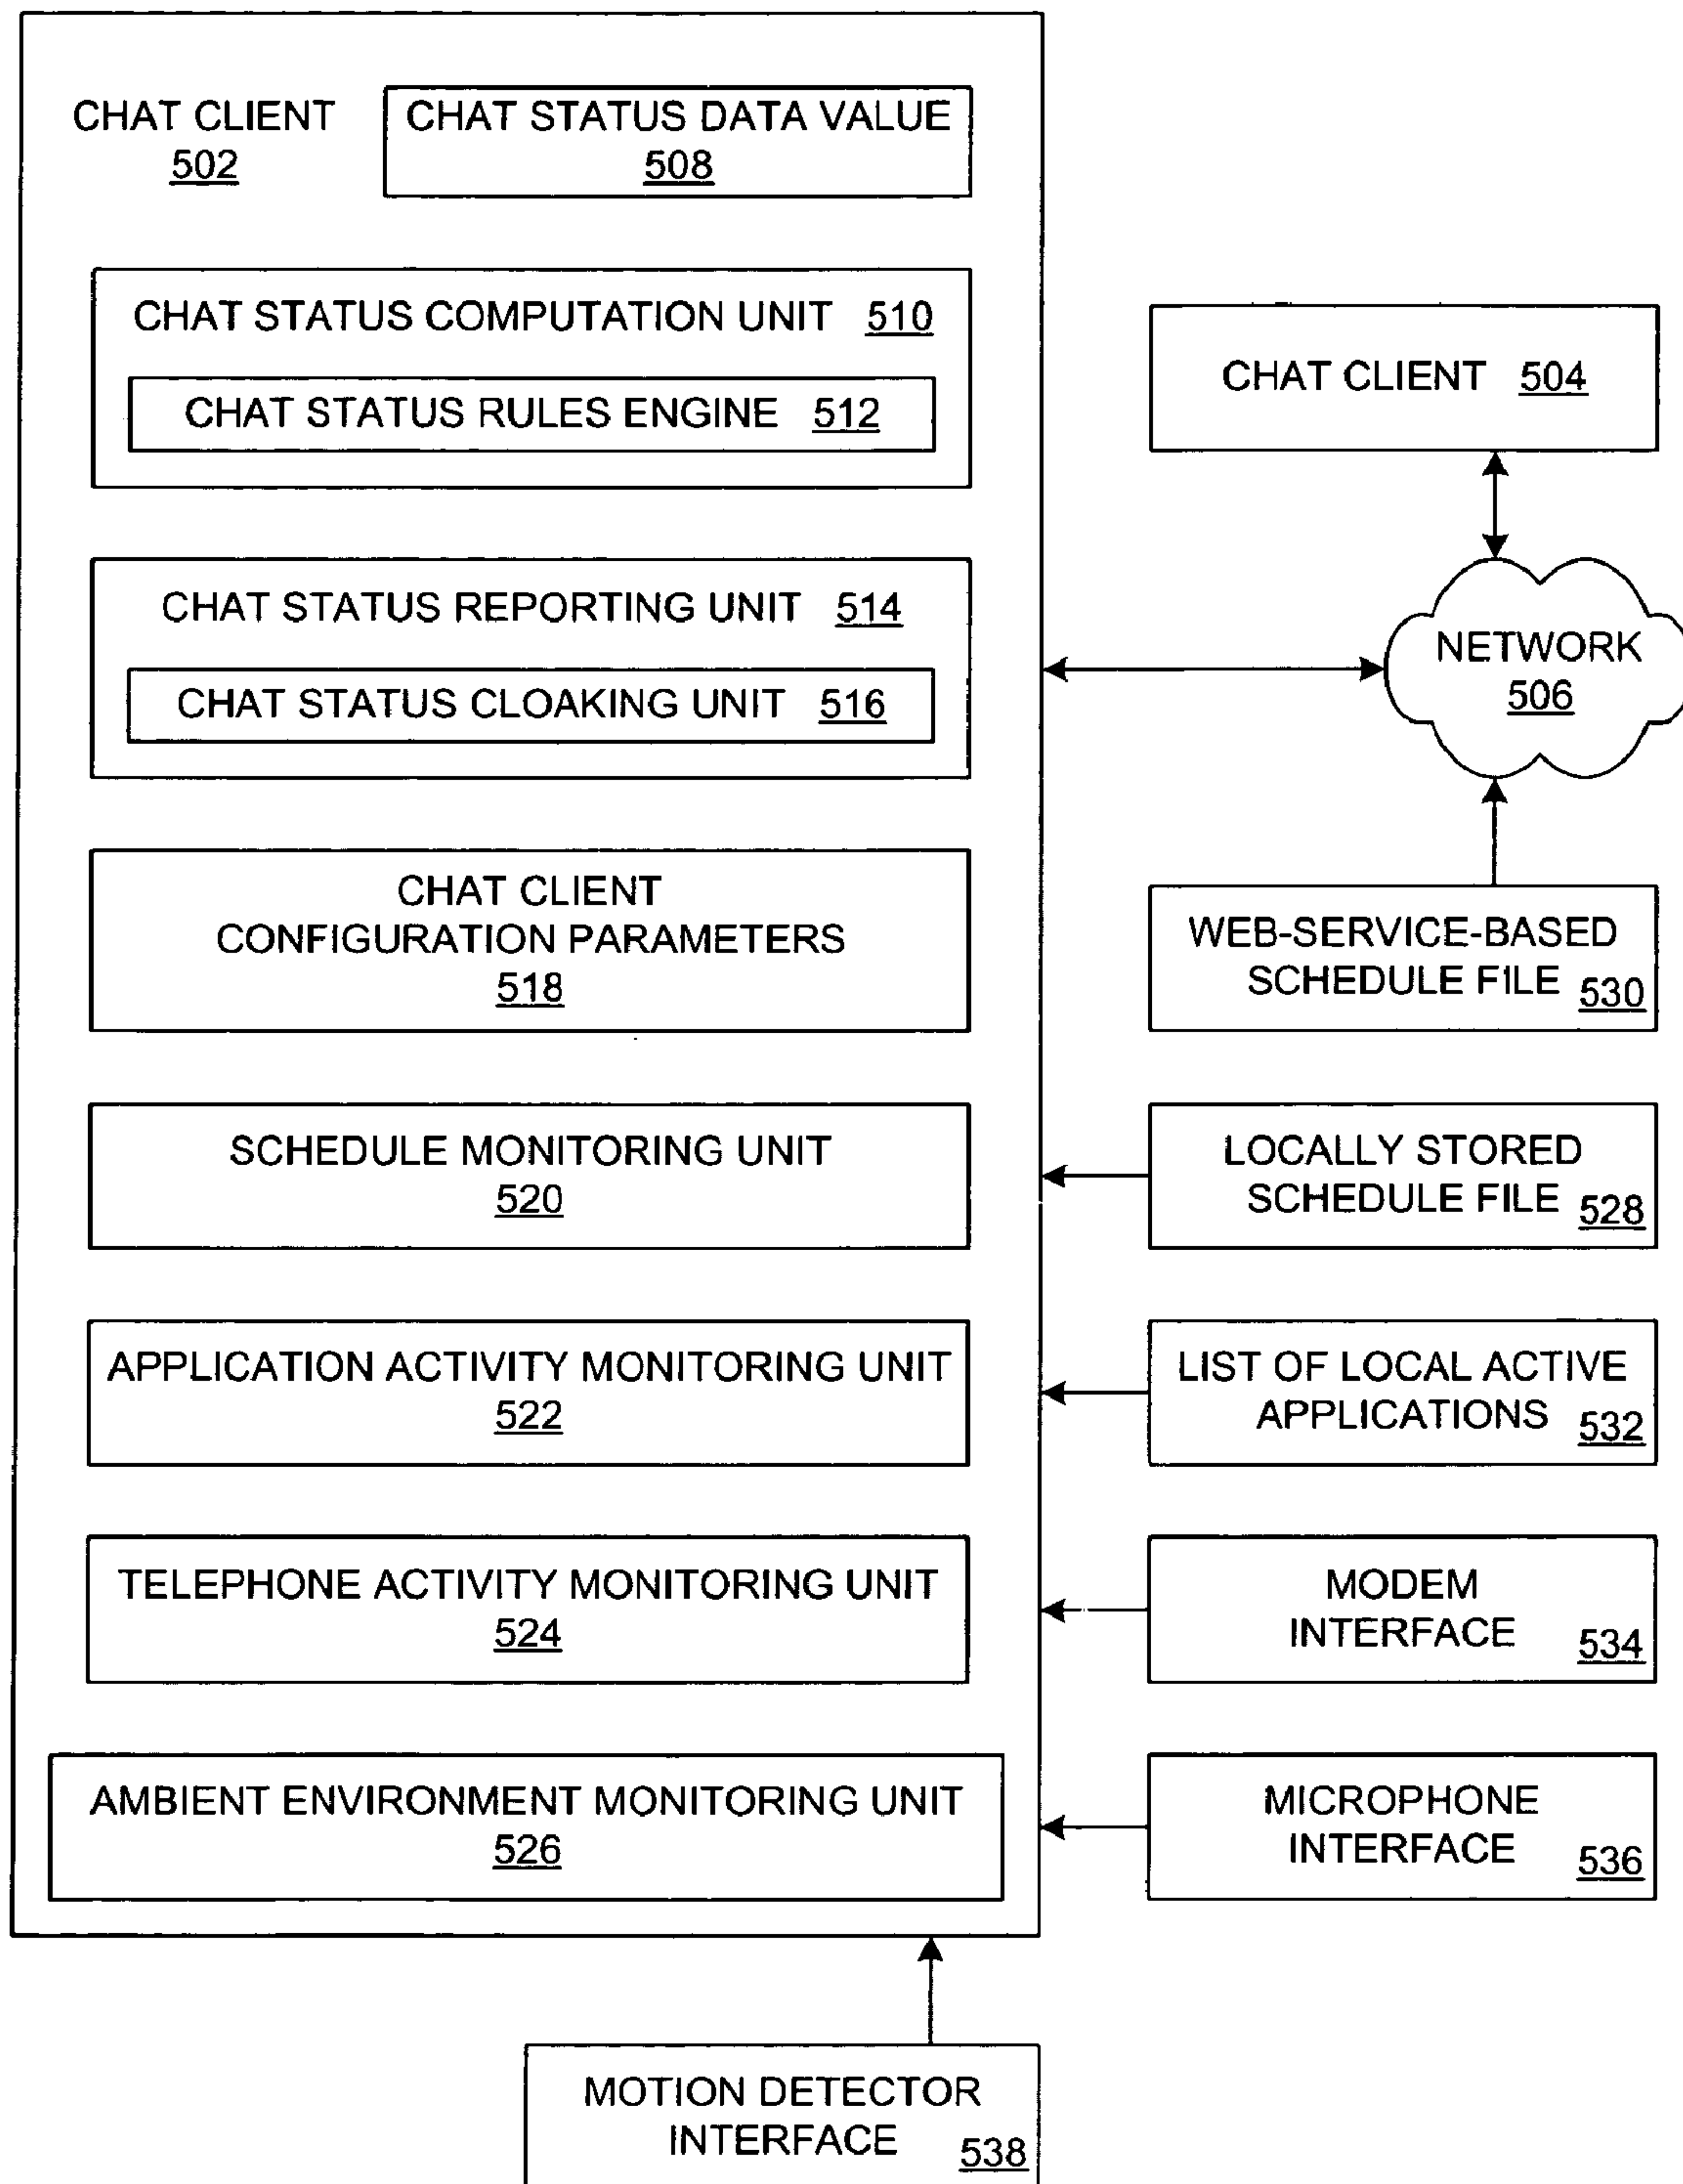 CHAT CLIENT
502
CHAT STATUS DATA VALUE
508
CHAT STATUS COMPUTATION UNIT 510
CHAT STATUS RULES ENGINE 512
CHAT STATUS REPORTING UNIT 514
CHAT STATUS CLOAKING UNIT 516
CHAT CLIENT
CONFIGURATION PARAMETERS
518
SCHEDULE MONITORING UNIT
520
APPLICATION ACTIVITY MONITORING UNIT
522
TELEPHONE ACTIVITY MONITORING UNIT
524
AMBIENT ENVIRONMENT MONITORING UNIT
526
CHAT CLIENT 504
NETWORK
506
WEB-SERVICE-BASED
SCHEDULE FILE 530
LOCALLY STORED
SCHEDULE FILE 528
LIST OF LOCAL ACTIVE
APPLICATIONS 532
MODEM
INTERFACE 534
MICROPHONE
INTERFACE 536
MOTION DETECTOR
INTERFACE 538